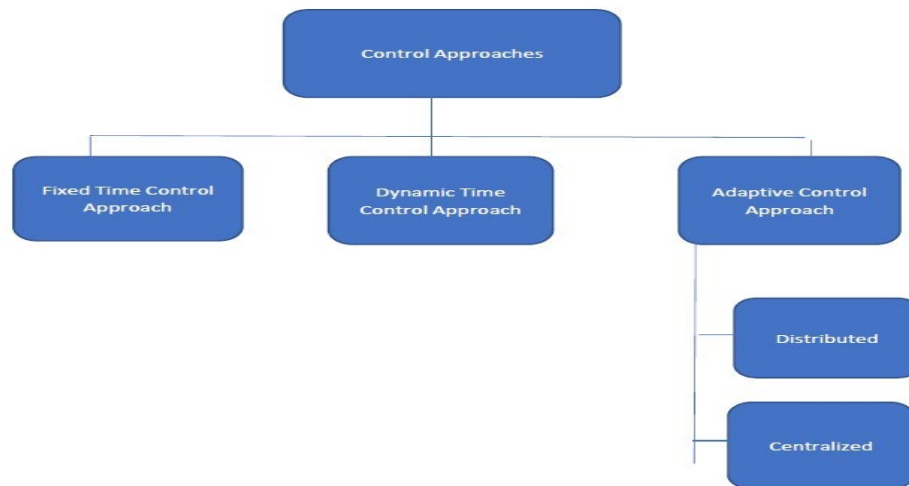 Control Approaches
Fixed Time Control
Approach
Dynamic Time
Control Approach
Adaptive Control
Approach
Distributed
Centralized